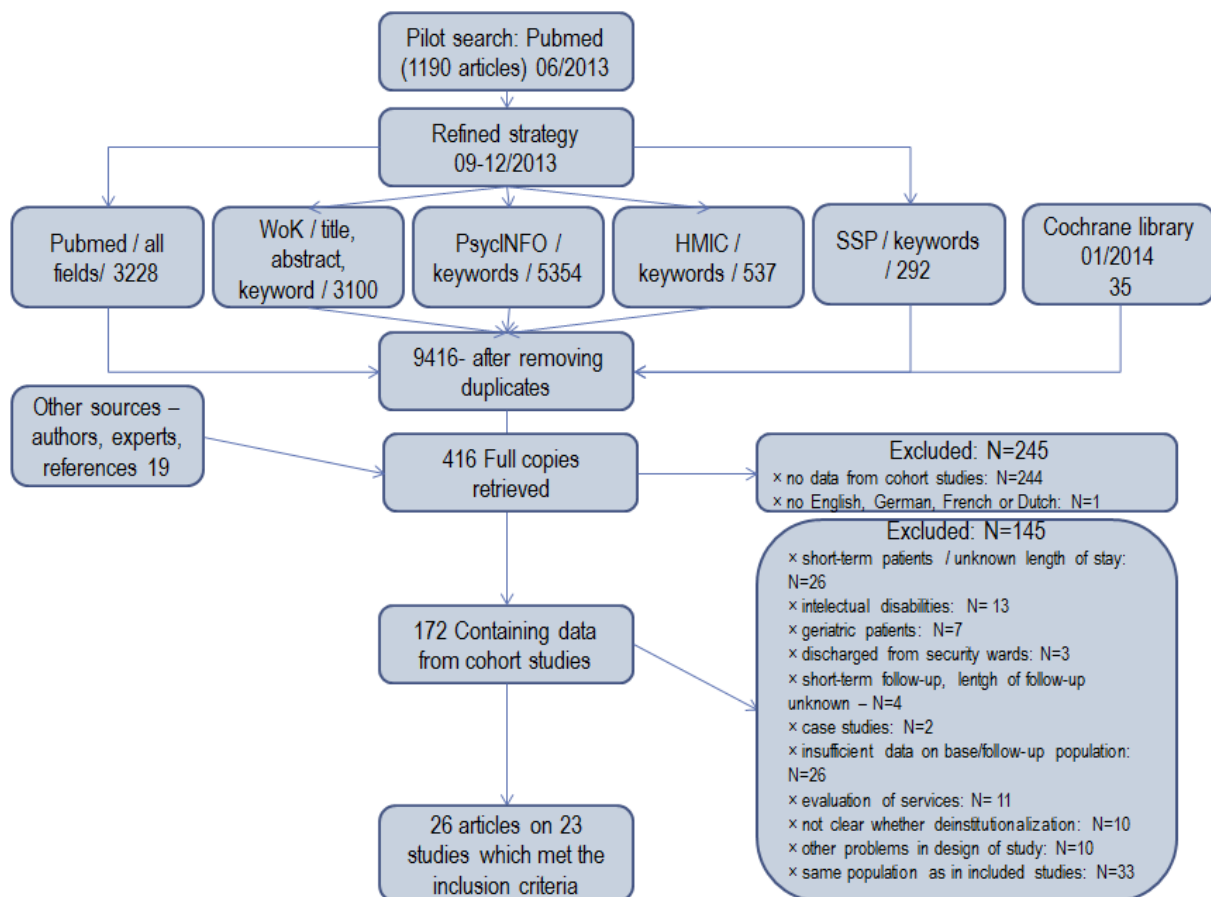 Pilot search: Pubmed
(1190 articles) 06/2013
Refined strategy
09-12/2013
Pubmed / all
fields/ 3228
WoK / title,
abstract,
keyword / 3100
PsycINFO /
keywords / 5354
HMIC /
keywords / 537
SSP / keywords
/ 292
Cochrane library
01/2014
35
9416- after removing
duplicates
Other sources –
authors, experts,
references 19
416 Full copies
retrieved
Excluded: N=245
× no data from cohort studies: N=244
× no English, German, French or Dutch: N=1
172 Containing data
from cohort studies
Excluded: N=145
× short-term patients / unknown length of stay:
N=26
× intelectual disabilities: N= 13
× geriatric patients: N=7
× discharged from security wards: N=3
× short-term follow-up, lentgh of follow-up
unknown – N=4
× case studies: N=2
× insufficient data on base/follow-up population:
N=26
× evaluation of services: N= 11
× not clear whether deinstitutionalization: N=10
× other problems in design of study: N=10
× same population as in included studies: N=33
26 articles on 23
studies which met the
inclusion criteria